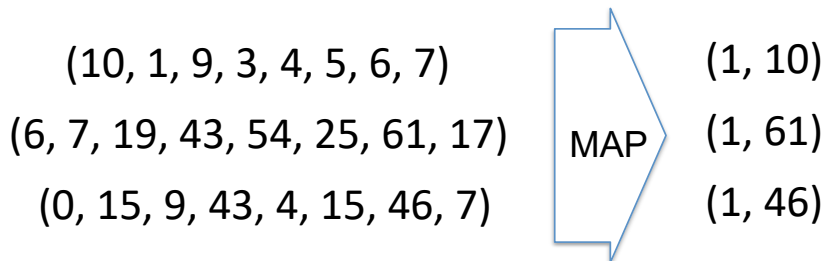 (10, 1, 9, 3, 4, 5, 6, 7)
(1, 10)
(6, 7, 19, 43, 54, 25, 61, 17)
MAP
(1, 61)
(0, 15, 9, 43, 4, 15, 46, 7)
(1, 46)